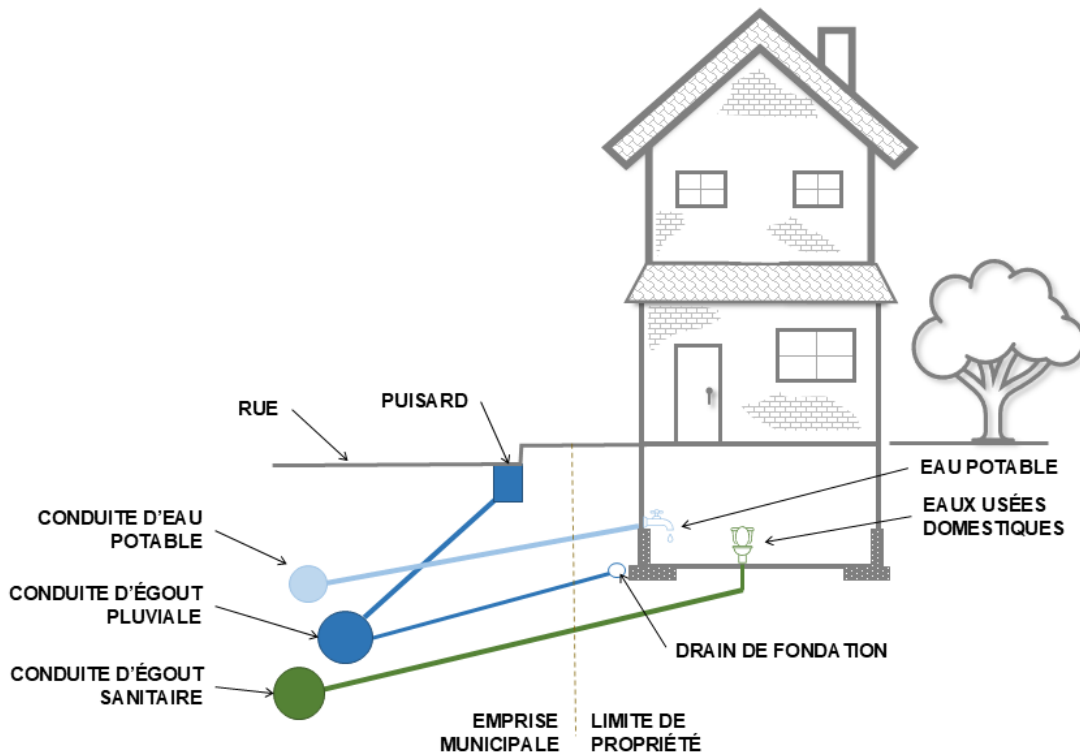 RUE
PUISARD
EAU POTABLE
EAUX USÉES
DOMESTIQUES
CONDUITE D'EAU
POTABLE
CONDUITE D'ÉGOUT
PLUVIALE
DRAIN DE FONDATION
CONDUITE D'ÉGOUT
SANITAIRE
EMPRISE
MUNICIPALE
LIMITE DE
PROPRIÉTÉ